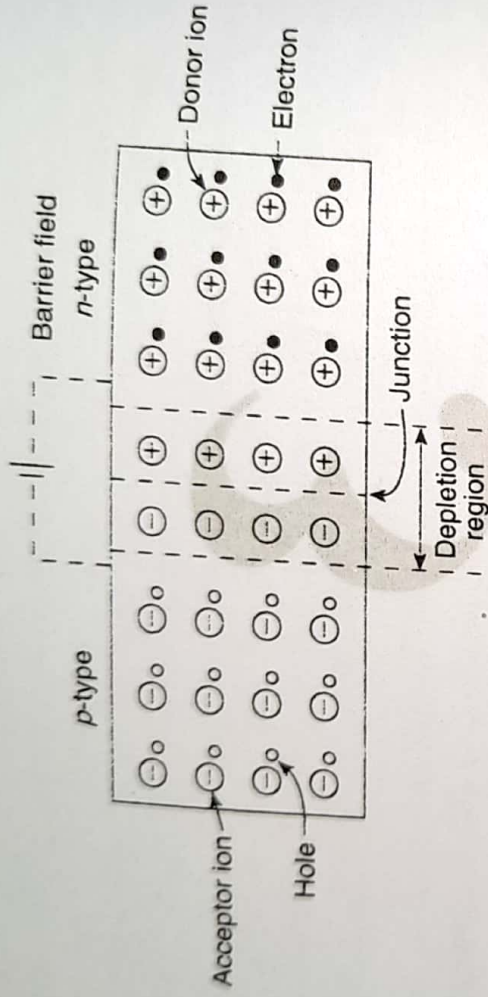 Barrier field
p-type
n-type
Acceptor ion
Donor ion
Hole
Electron
Junction
Depletion
region